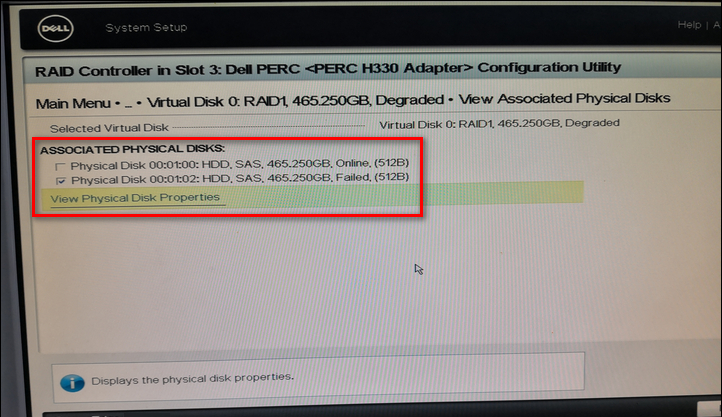 DELL
System Setup
Help | A
RAID Controller in Slot 3: Dell PERC <PERC H330 Adapter> Configuration Utility
Main Menu • _ • Virtual Disk 0: RAID1, 465.250GB, Degraded • View Associated Physical Disks
Selected Virtual Disk Virtual Disk 0: RAID1, 465.250GB, Degraded
ASSOCIATED PHYSICAL DISKS:
Physical Disk 00:01:00: HDD, SAS, 465.250GB, Online, (512B)
Physical Disk 00:01:02: HDD, SAS, 465.250GB, Failed, (512B)
View Physical Disk Properties
Displays the physical disk properties.